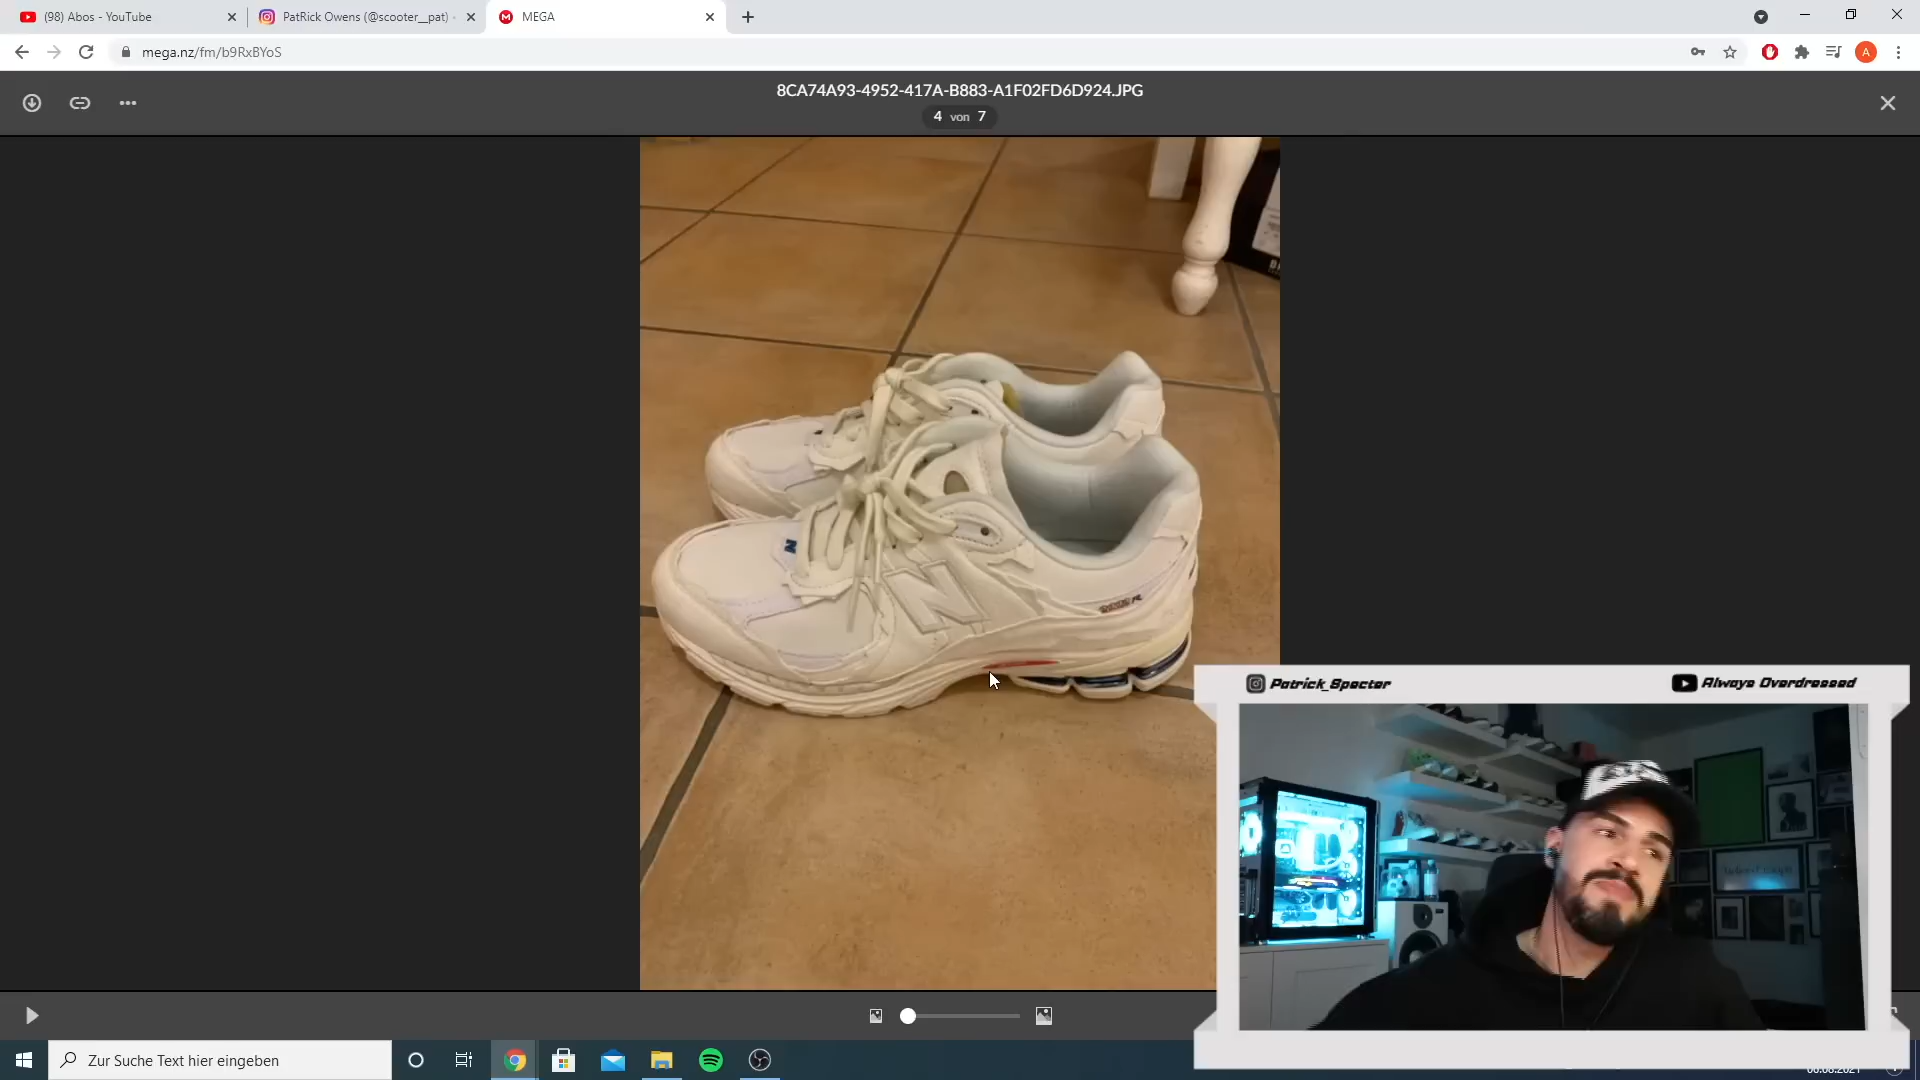 (98) Abos - YouTube
PatRick Owens (@scooter__pat) ·
MEGA
mega.nz/fm/b9RxBYoS
A
8CA74A93-4952-417A-B883-A1F02FD6D924.JPG
4 von 7
N
N
Patrick_Specter
Always Overdressed
Zur Suche Text hier eingeben